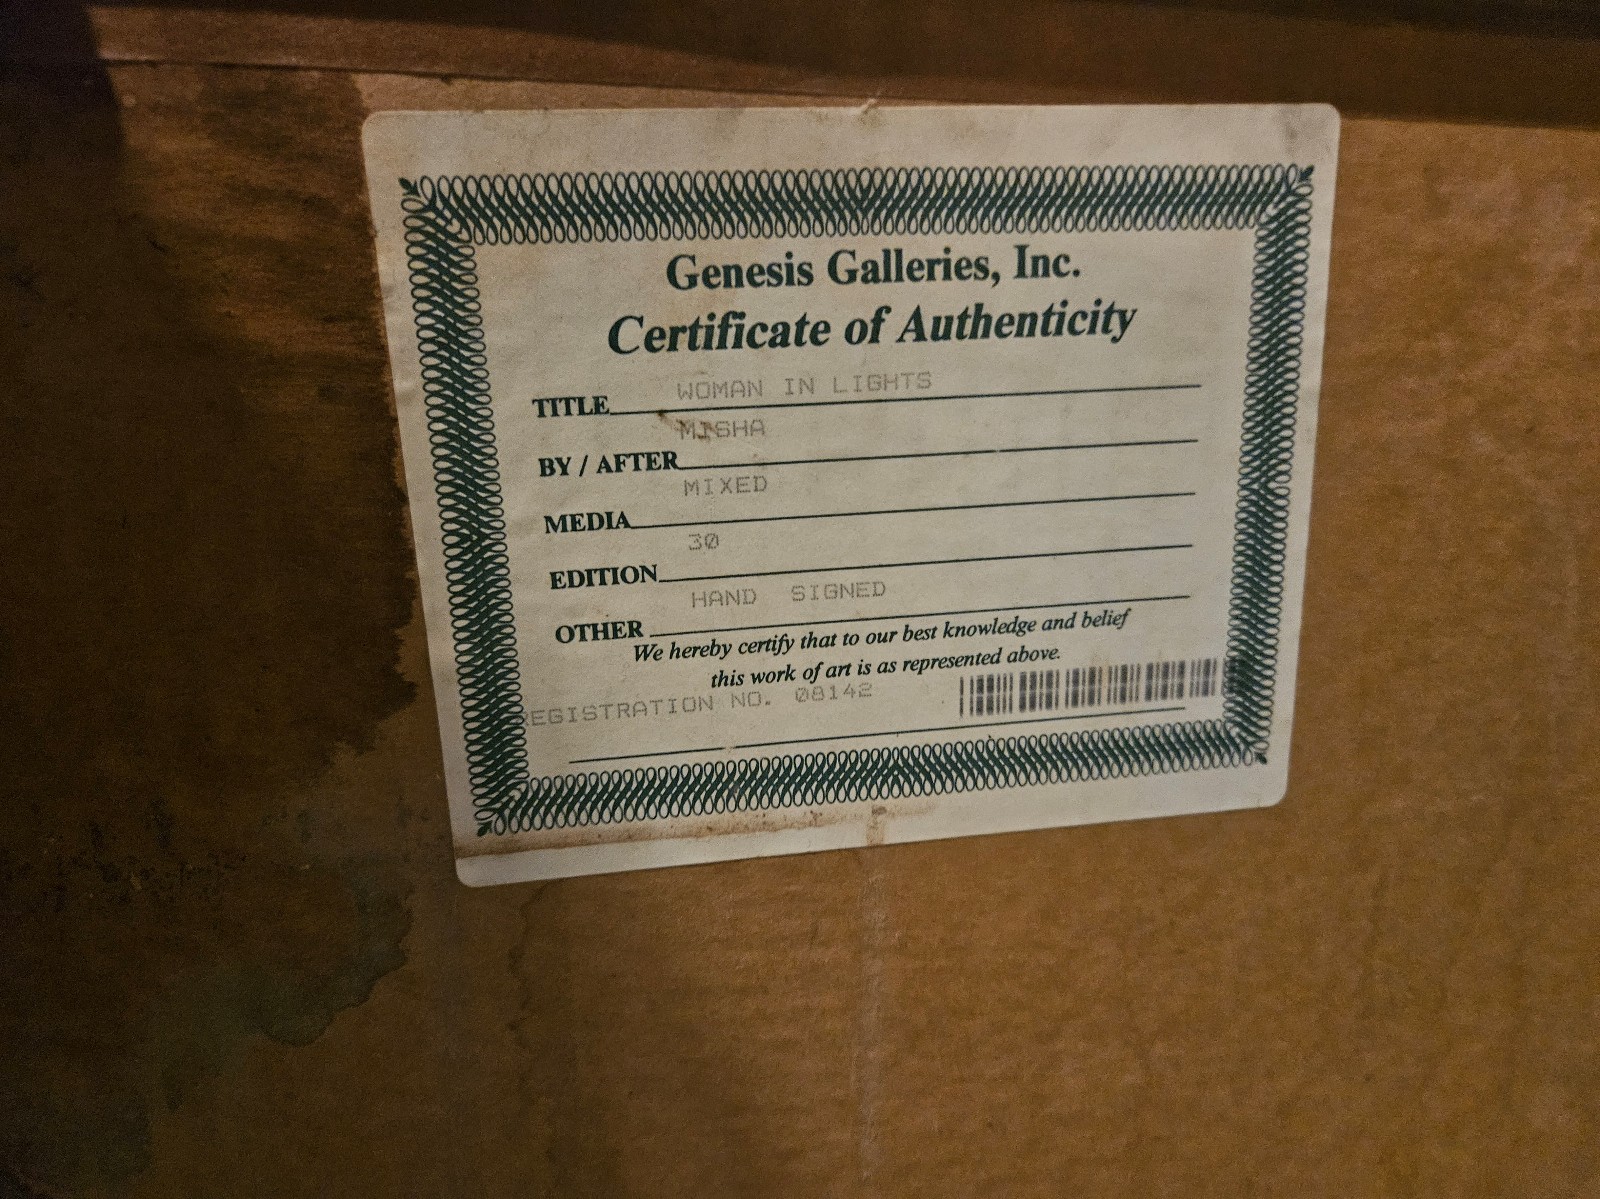 Genesis Galleries, Inc.
Certificate of Authenticity
TITLE WOMAN IN LIGHTS
BY / AFTER MISHA
MEDIA MIXED
EDITION 30
OTHER HAND SIGNED
We hereby certify that to our best knowledge and belief
this work of art is as represented above.
REGISTRATION NO. 08142